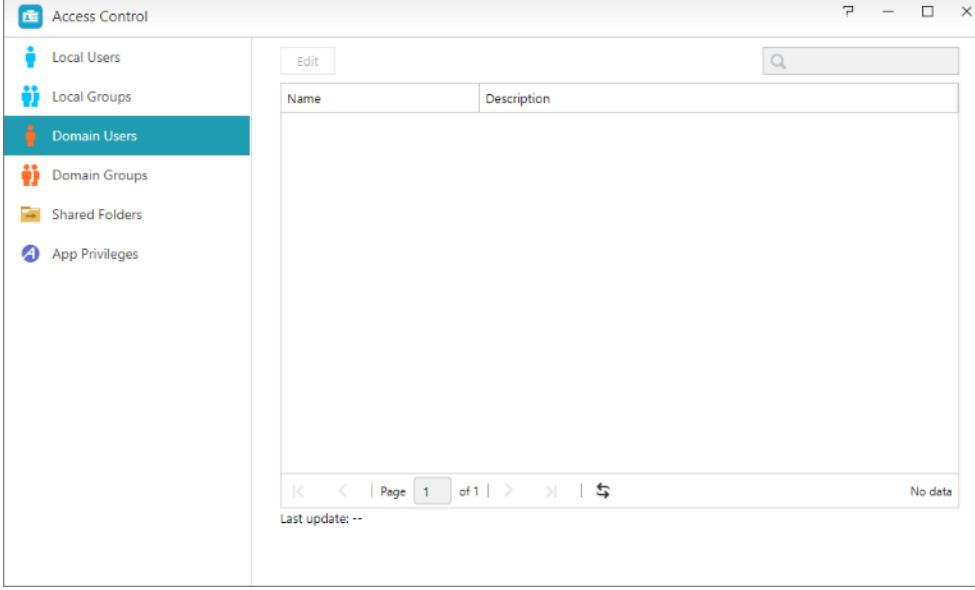 Access Control
Local Users
Local Groups
Domain Users
Domain Groups
Shared Folders
App Privileges
Edit
Name Description
Page 1 of 1 No data
Last update: --